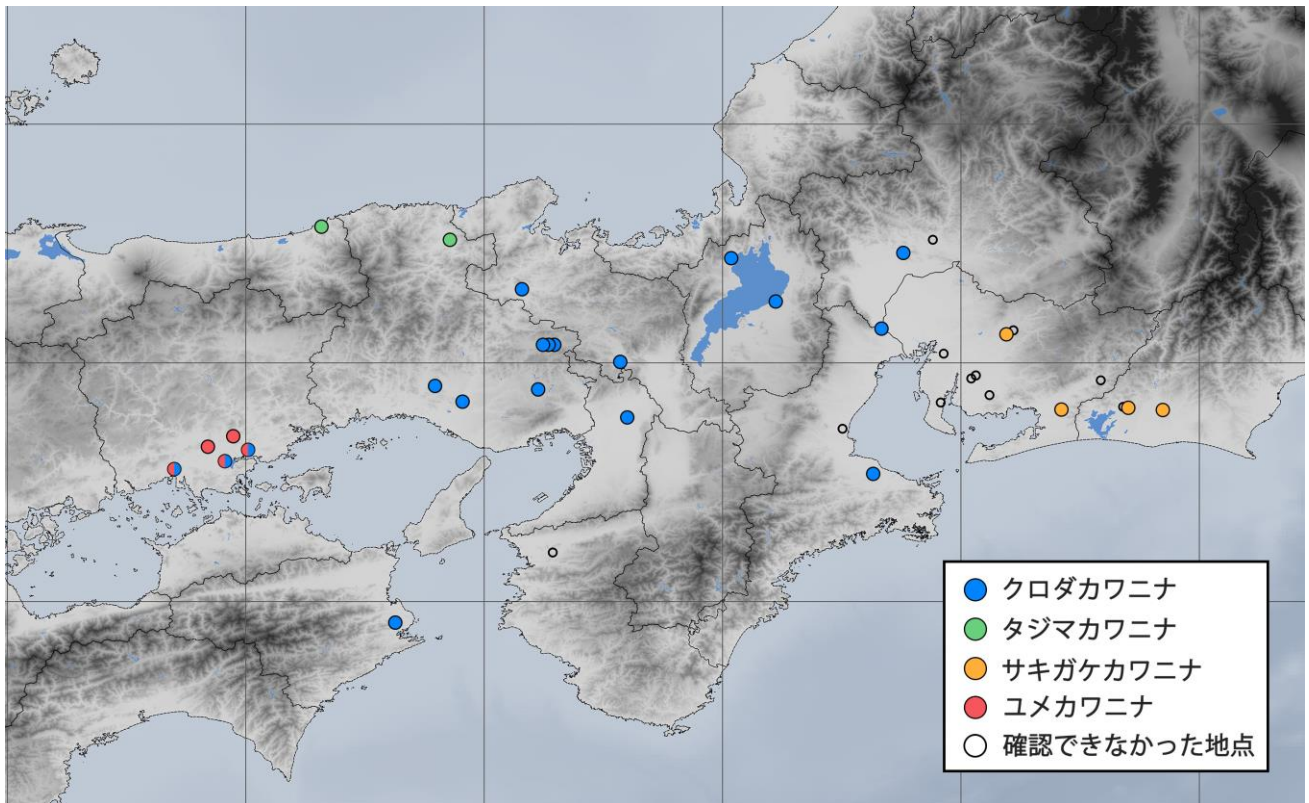 クロダカワニナ
タジマカワニナ
サキガケカワニナ
ユメカワニナ
確認できなかった地点